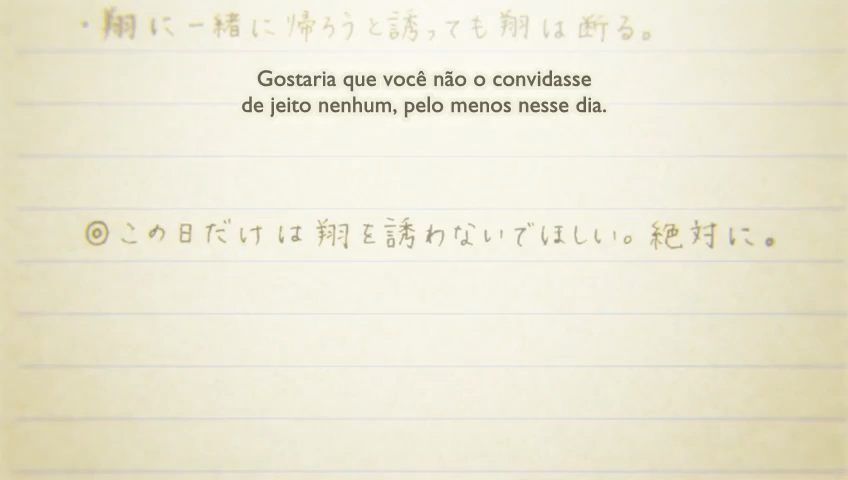 ・翔に一緒に帰ろうと誘っても翔は断る。
Gostaria que você não o convidasse
de jeito nenhum, pelo menos nesse dia.
◎この日だけは翔を誘わないでほしい。絶対に。